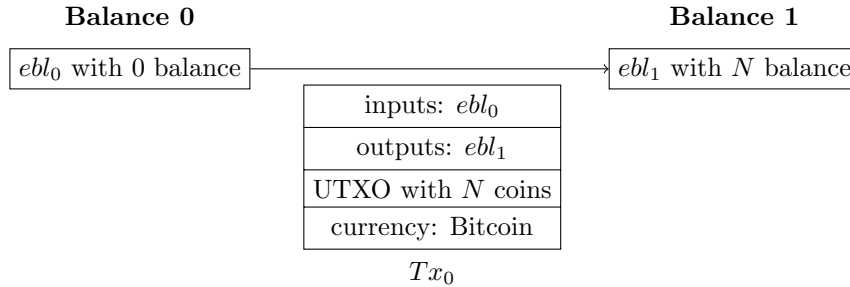 Balance 0
Balance 1
ebl₀ with 0 balance
ebl₁ with N balance
inputs: ebl₀
outputs: ebl₁
UTXO with N coins
currency: Bitcoin
Tx₀